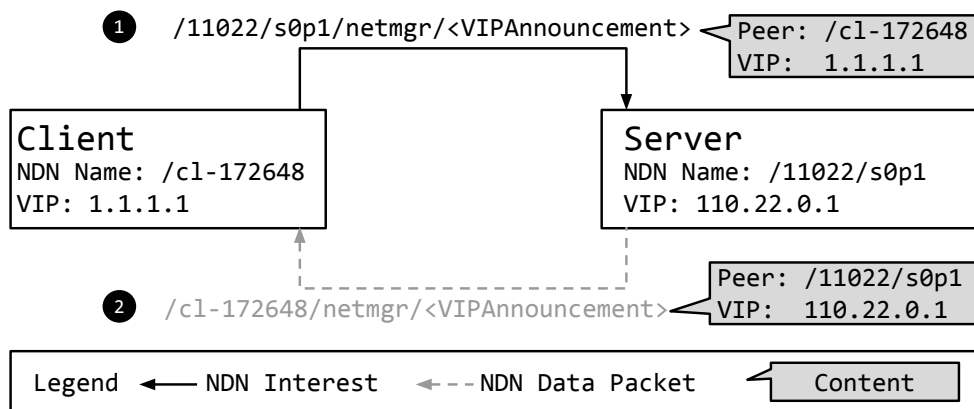 1 /11022/s0p1/netmgr/<VIPAnnouncement>
Peer: /cl-172648
VIP: 1.1.1.1
Client
NDN Name: /cl-172648
VIP: 1.1.1.1
Server
NDN Name: /11022/s0p1
VIP: 110.22.0.1
2 /cl-172648/netmgr/<VIPAnnouncement>
Peer: /11022/s0p1
VIP: 110.22.0.1
Legend NDN Interest NDN Data Packet Content